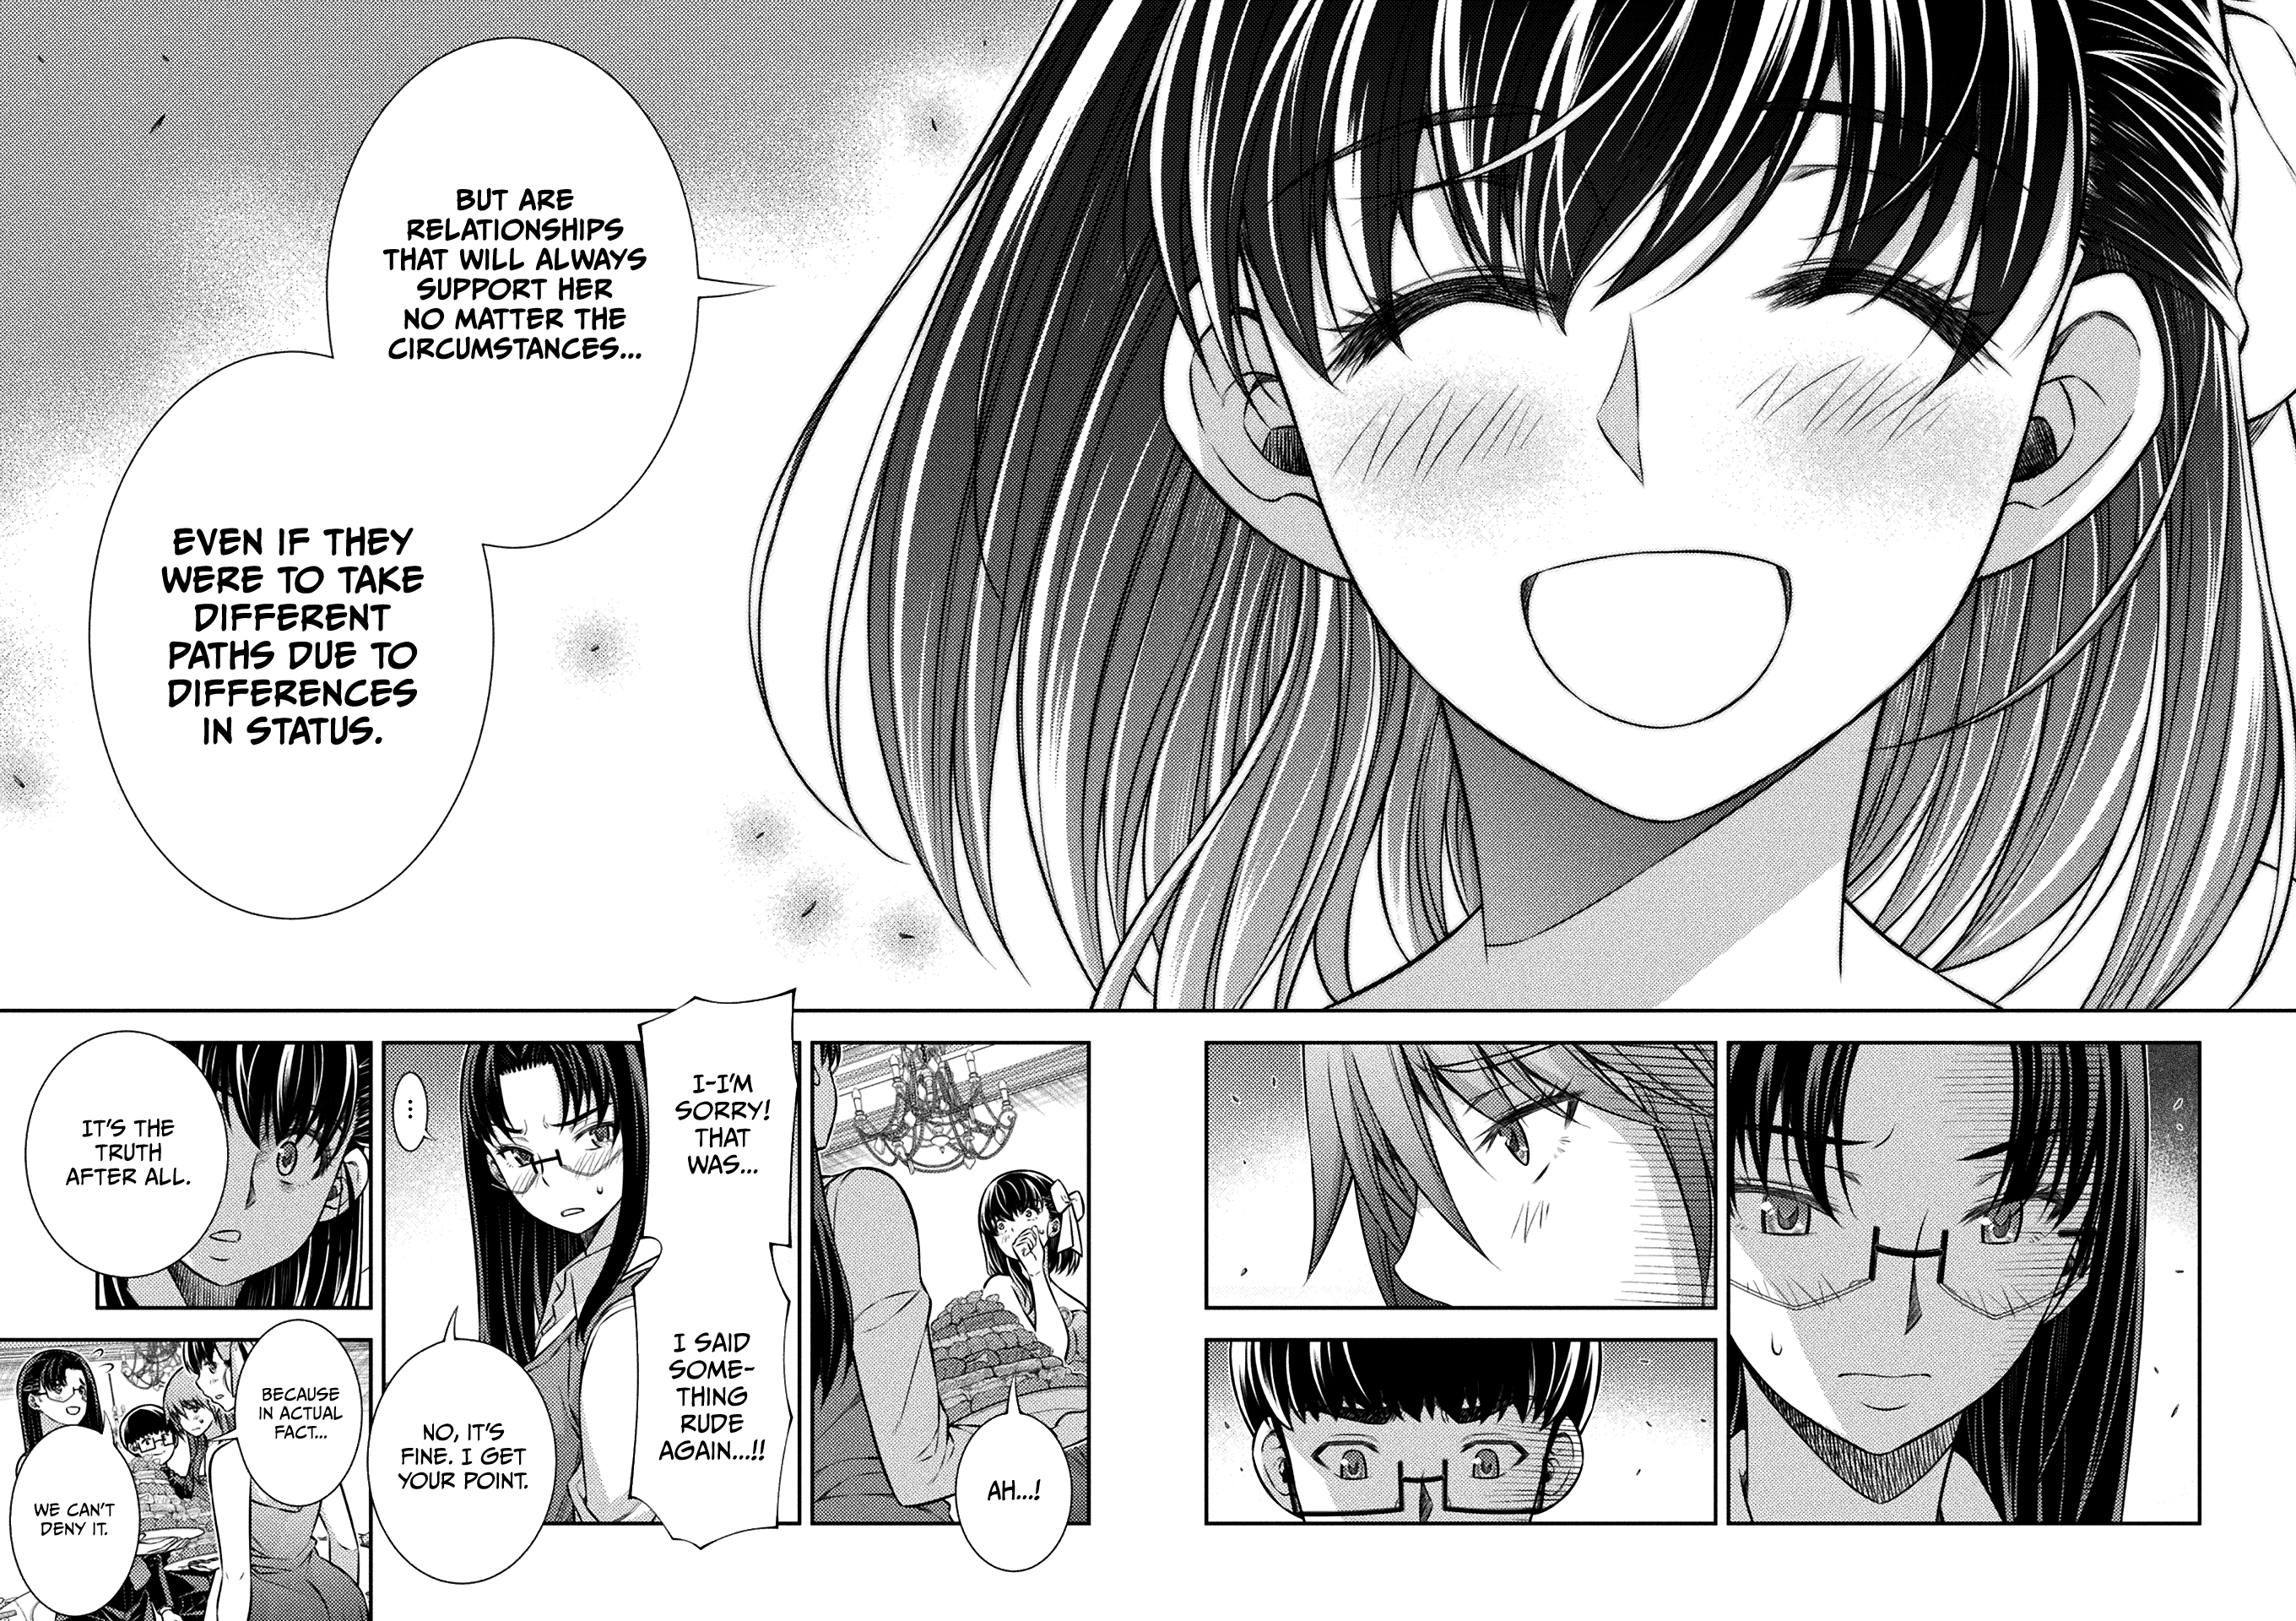 BUT ARE
RELATIONSHIPS
THAT WILL ALWAYS
SUPPORT HER
NO MATTER THE
CIRCUMSTANCES...
EVEN IF THEY
WERE TO TAKE
DIFFERENT
PATHS DUE TO
DIFFERENCES
IN STATUS.
AH...!
I-I'M
SORRY!
THAT
WAS...
I SAID
SOME-
THING
RUDE
AGAIN...!!
...
NO, IT'S
FINE. I GET
YOUR POINT.
IT'S THE
TRUTH
AFTER ALL.
BECAUSE
IN ACTUAL
FACT...
WE CAN'T
DENY IT.